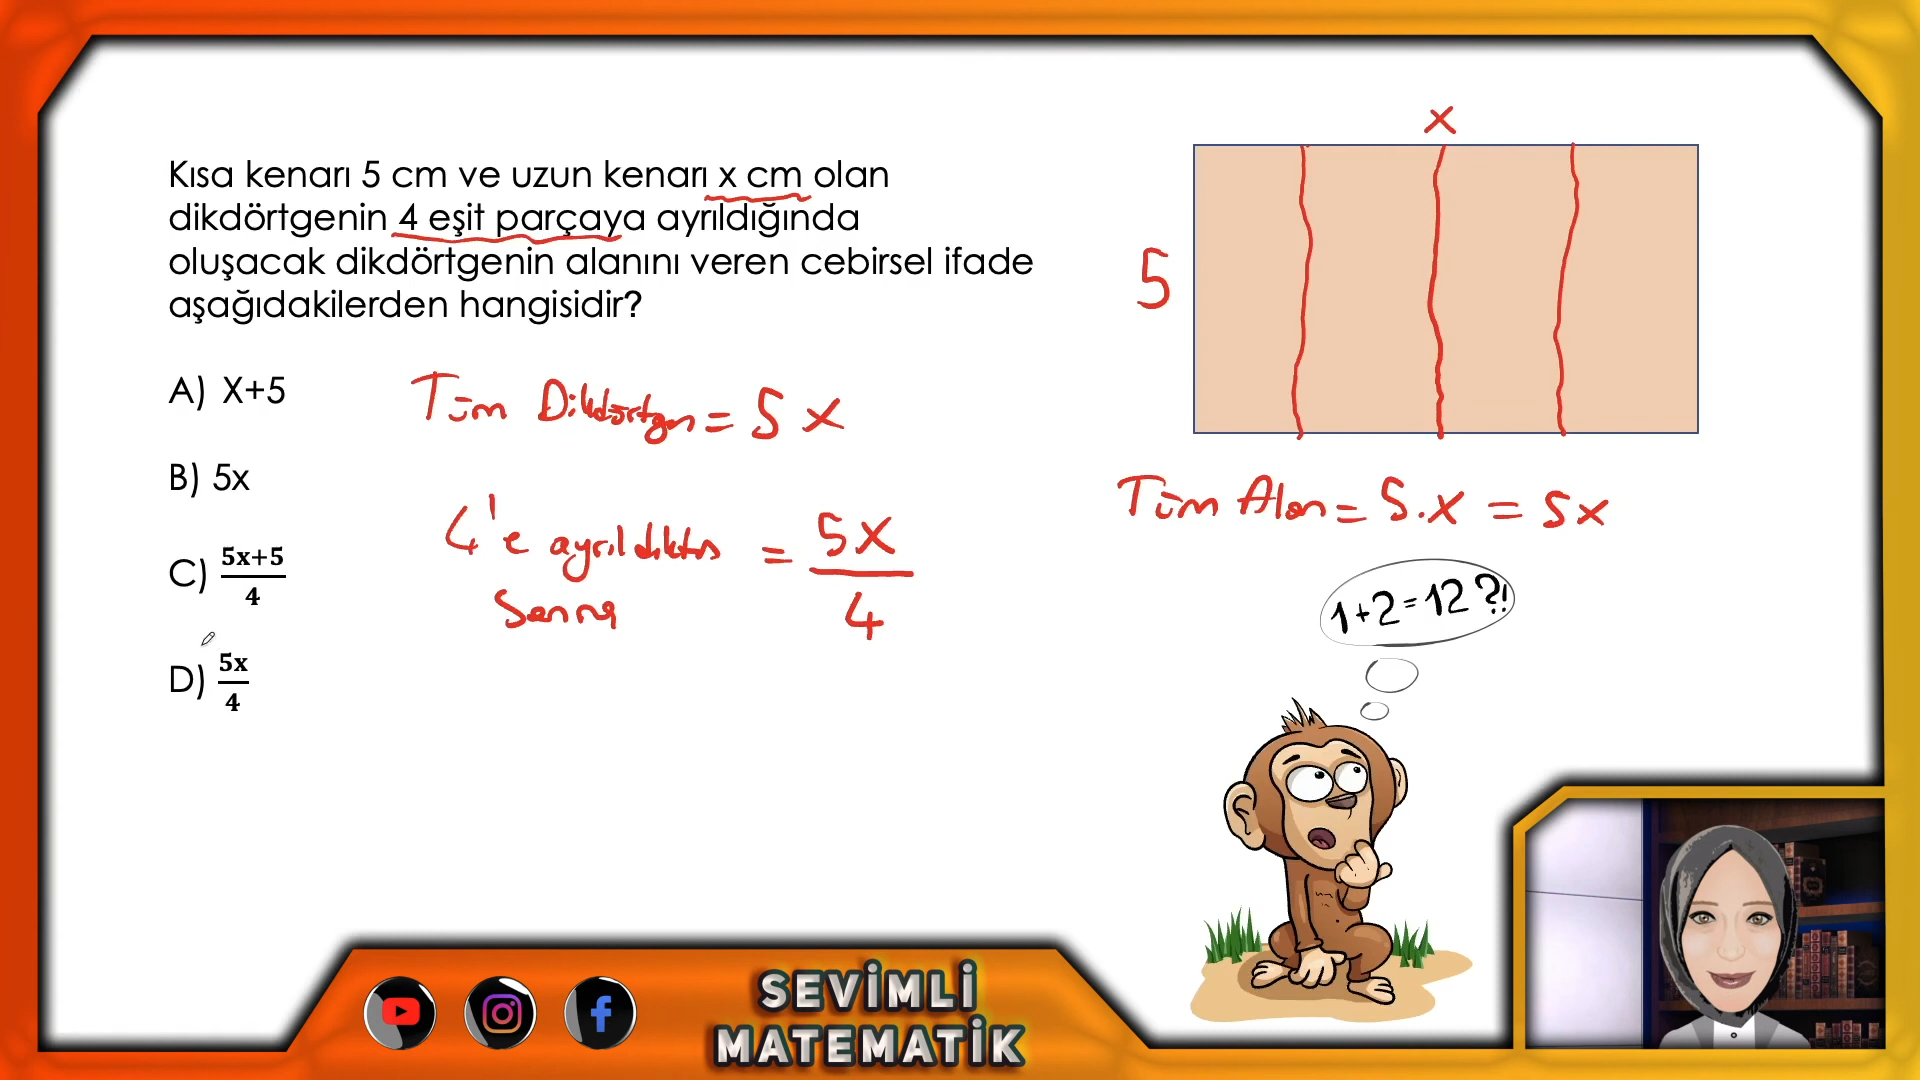 Kısa kenarı 5 cm ve uzun kenarı x cm olan
dikdörtgenin 4 eşit parçaya ayrıldığında
oluşacak dikdörtgenin alanını veren cebirsel ifade
aşağıdakilerden hangisidir?
A) X+5
B) 5x
C) 5x+5/4
D) 5x/4
Tüm Dikdörtgen = 5x
4'e ayrıldıktan = 5x/4
sonra
x
5
Tüm Alan = 5.x = 5x
1+2=12?!
SEVİMLİ
MATEMATİK